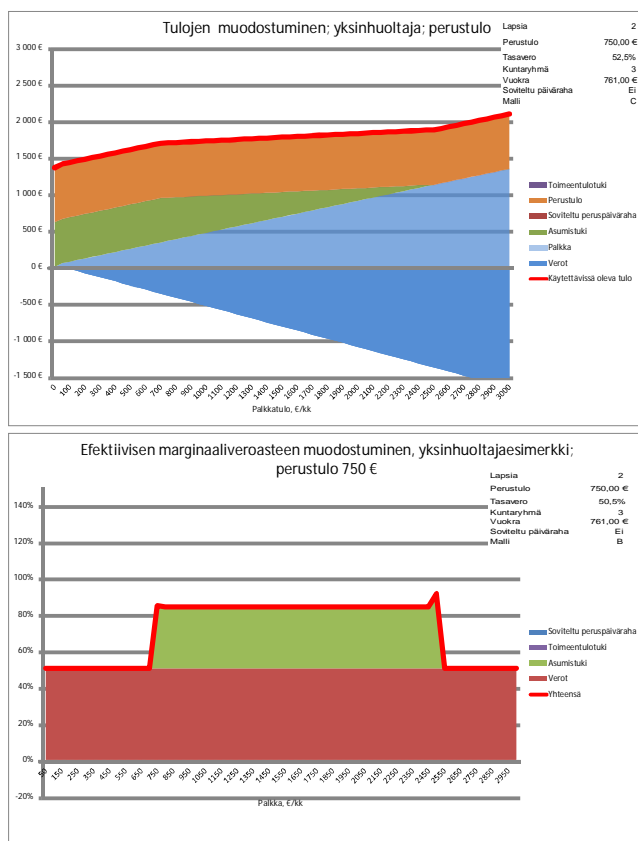 Tulojen muodostuminen; yksinhuoltaja; perustulo
Lapsia 2
Perustulo 750,00 €
Tasavero 52,5%
Kuntaryhmä 3
Vuokra 761,00 €
Soviteltu päiväraha Ei
Malli C
3 000 €
2 500 €
2 000 €
1 500 €
1 000 €
500 €
0 €
-500 €
-1 000 €
-1 500 €
Toimeentulotuki
Perustulo
Soviteltu peruspäiväraha
Asumistuki
Palkka
Verot
Käytettävissä oleva tulo
0 100 200 300 400 500 600 700 800 900 1000 1100 1200 1300 1400 1500 1600 1700 1800 1900 2000 2100 2200 2300 2400 2500 2600 2700 2800 2900 3000
Palkkatulo, €/kk
Efektiivisen marginaaliveroasteen muodostuminen, yksinhuoltajaesimerkki;
perustulo 750 €
Lapsia 2
Perustulo 750,00 €
Tasavero 50,5%
Kuntaryhmä 3
Vuokra 761,00 €
Soviteltu päiväraha Ei
Malli B
140%
120%
100%
80%
60%
40%
20%
0%
-20%
Soviteltu peruspäiväraha
Toimeentulotuki
Asumistuki
Verot
Yhteensä
50 150 250 350 450 550 650 750 850 950 1050 1150 1250 1350 1450 1550 1650 1750 1850 1950 2050 2150 2250 2350 2450 2550 2650 2750 2850 2950
Palkka, €/kk